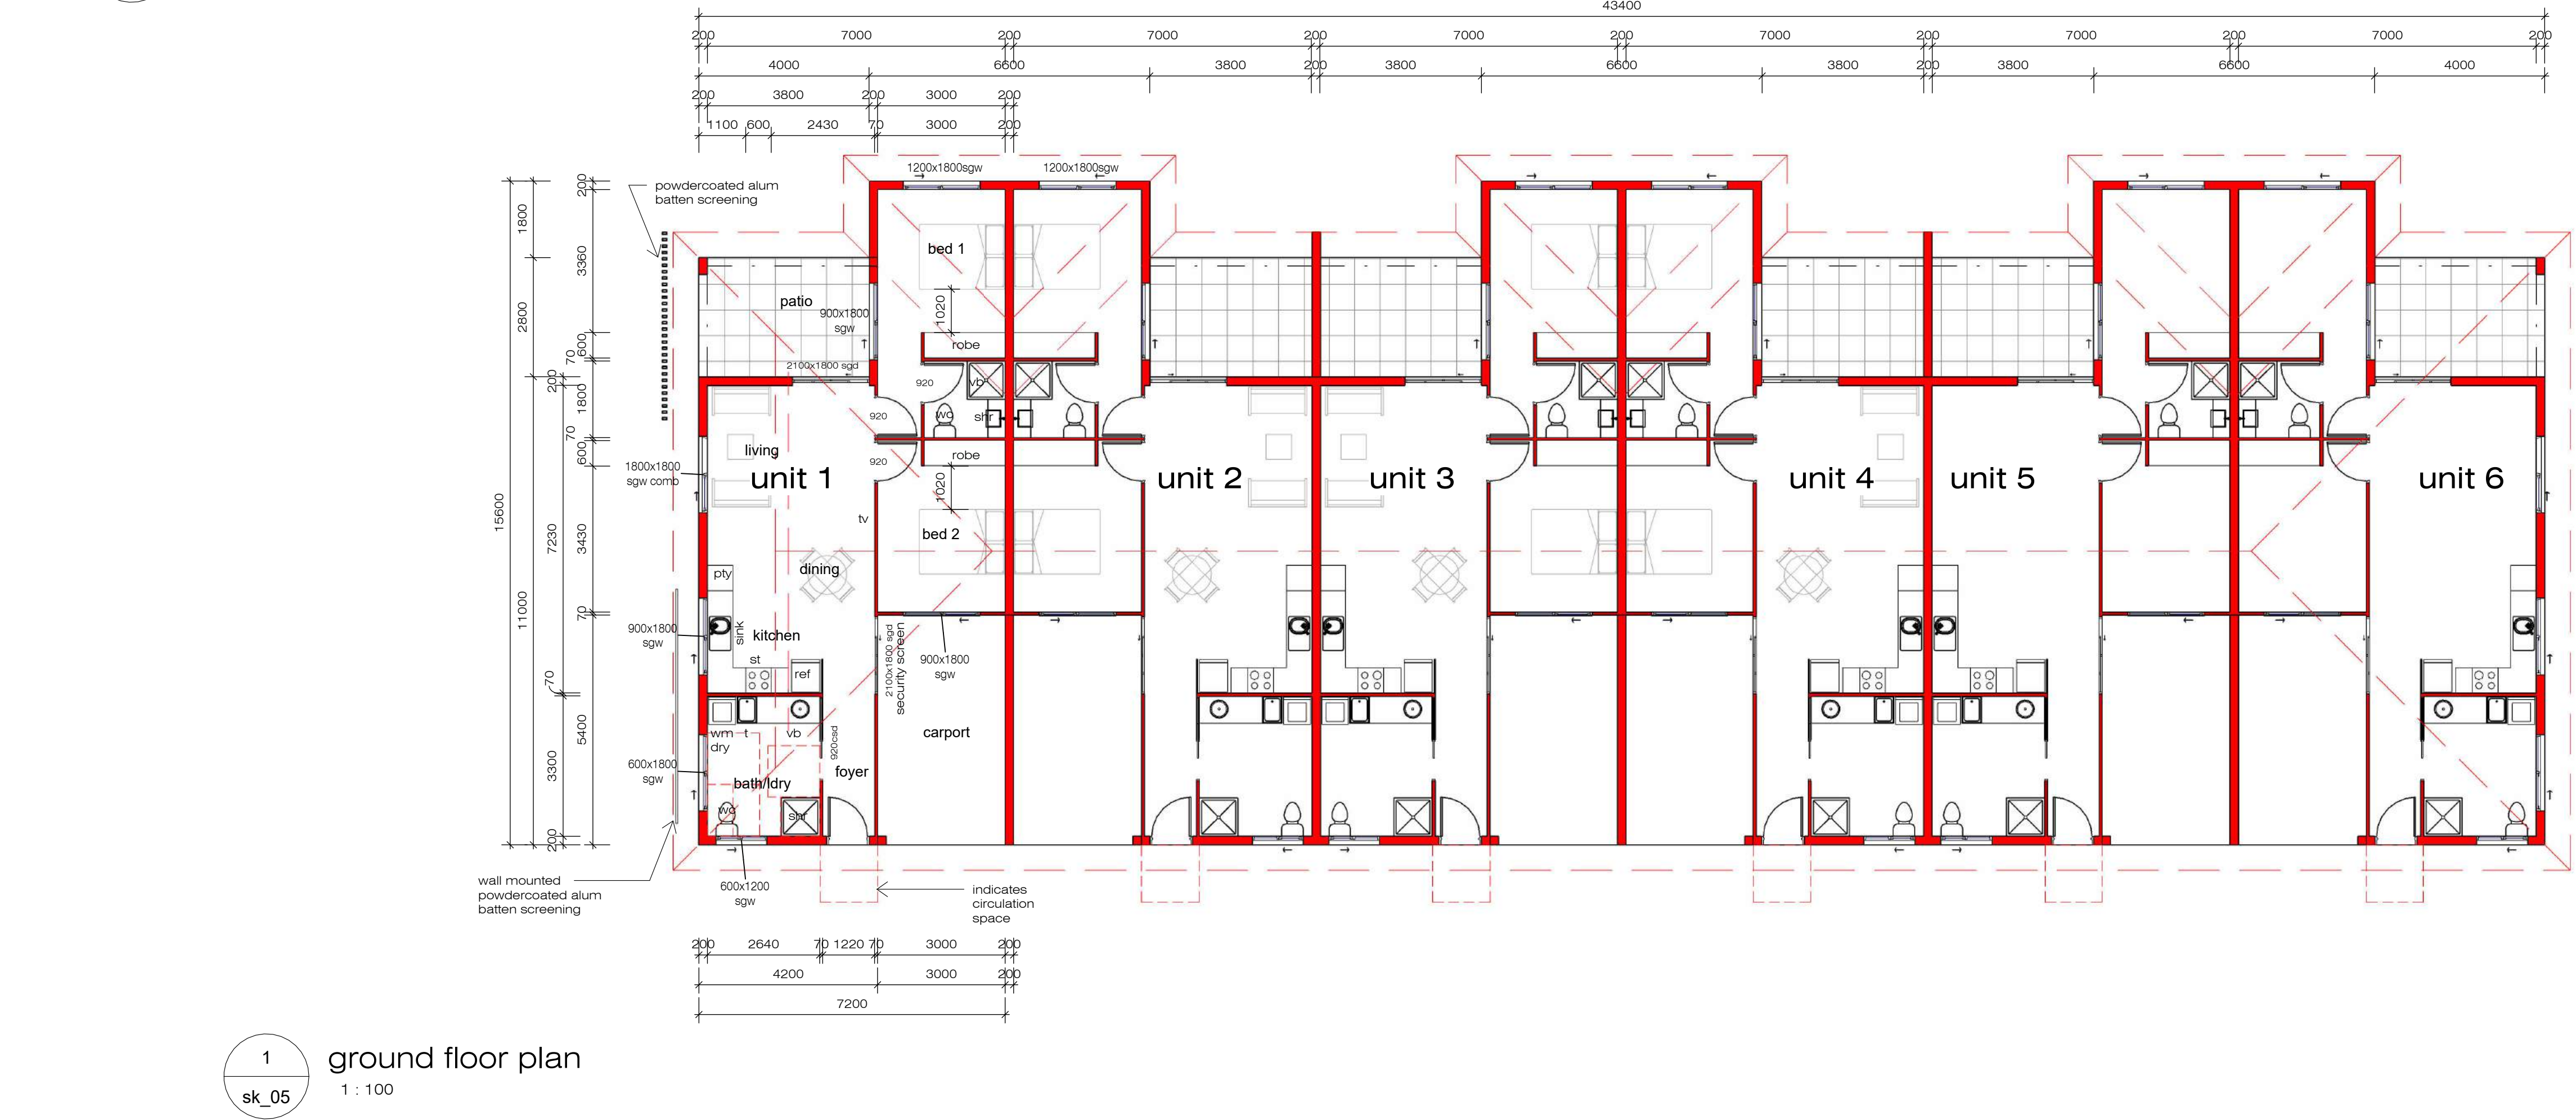 43400
200 7000 200 7000 200 7000 200 7000 200 7000 200 7000 200
4000 6600 3800 200 3800 6600 3800 200 3800 6600 4000
200 3800 200 3000 200
1100 600 2430 70 3000 200
1200x1800sgw 1200x1800sgw
powdercoated alum
batten screening
200
1800
3360
2800
600
70
200
1800
70
600
15600
7230
3430
11000
70
70
5400
3300
200
bed 1
patio
900x1800
sgw
1020
robe
2100x1800 sgd
920
vb
920
wc
shr
living
920
robe
1800x1800
sgw comb
unit 1
unit 2
unit 3
unit 4
unit 5
unit 6
1020
tv
bed 2
dining
pty
900x1800
sgw
sink
kitchen
st
ref
2100x1800 sgd
security screen
900x1800
sgw
wm t vb
dry
920csd
carport
600x1800
sgw
bath/ldry
foyer
wc
shr
wall mounted
powdercoated alum
batten screening
600x1200
sgw
indicates
circulation
space
200 2640 70 1220 70 3000 200
4200 3000 200
7200
1
sk_05
ground floor plan
1 : 100